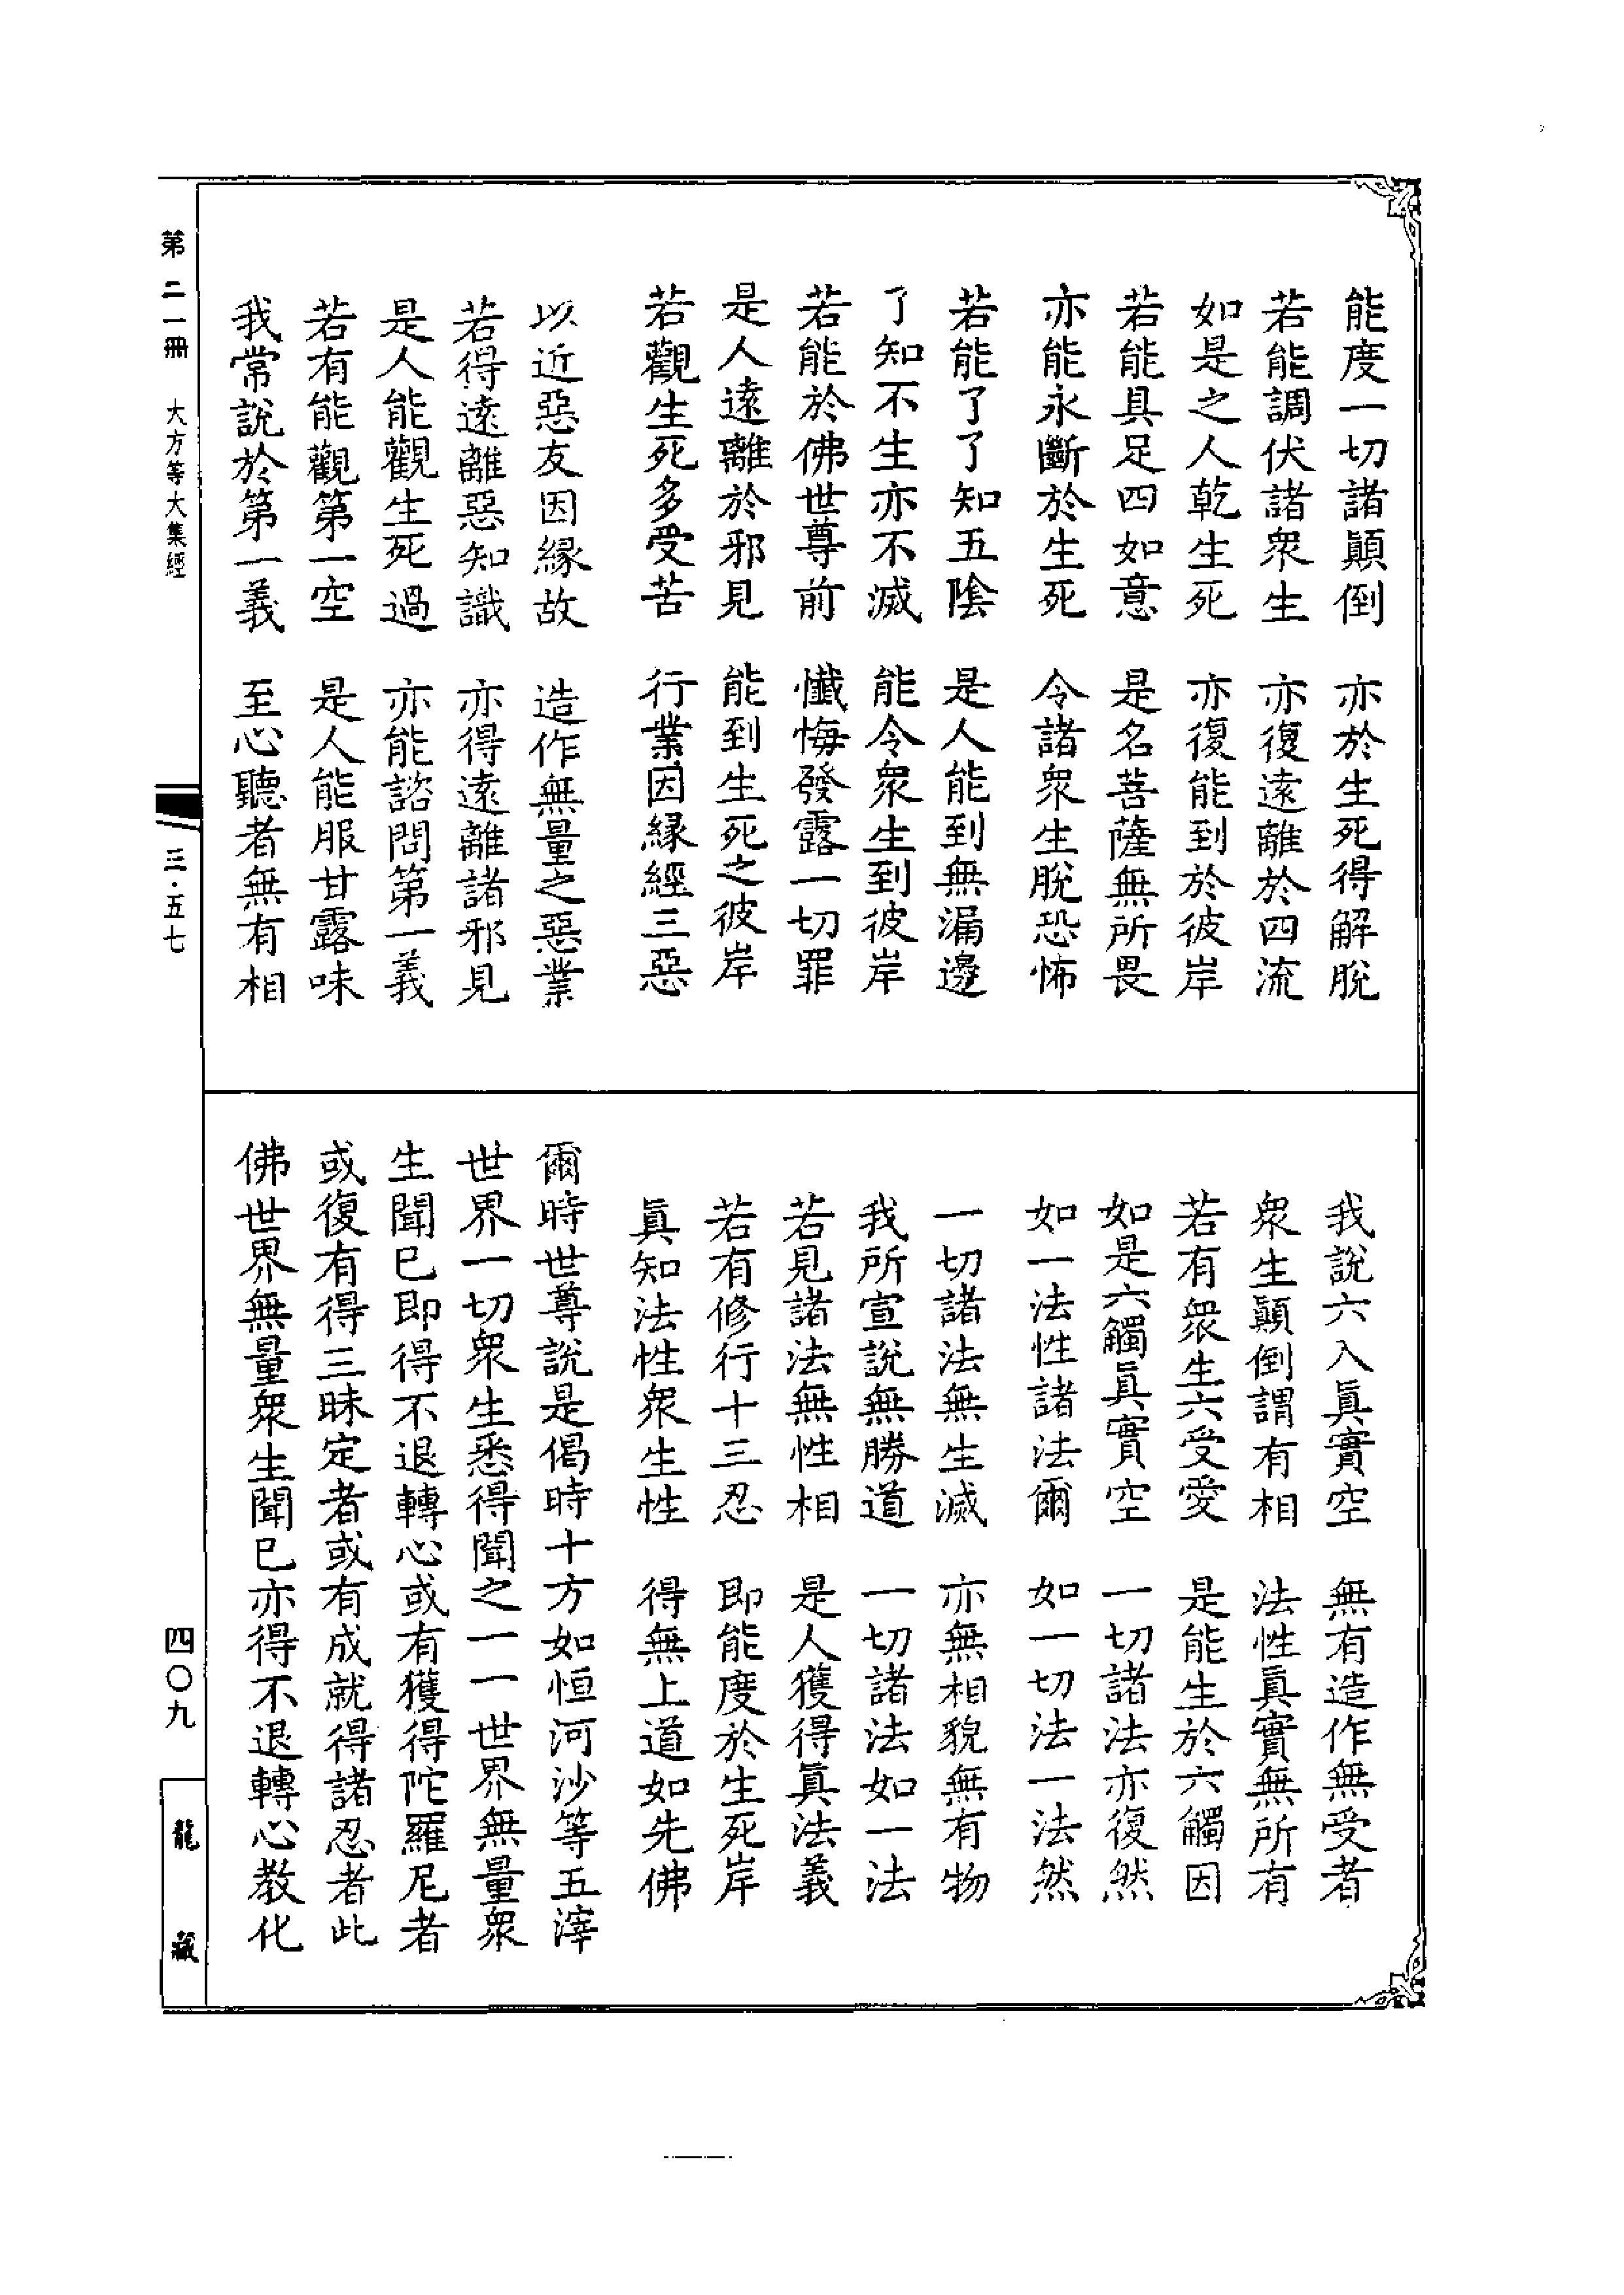 能度一切諸顛倒　亦於生死得解脫
若能調伏諸衆生　亦復遠離於四流
如是之人乾生死　亦復能到於彼岸
若能具足四如意　是名菩薩無所畏
亦能永斷於生死　令諸衆生脫恐怖
若能了了知五陰　是人能到無漏邊
了知不生亦不滅　能令衆生到彼岸
若能於佛世尊前　懺悔發露一切罪
是人遠離於邪見　能到生死之彼岸
若觀生死多受苦　行業因縁經三惡
以近惡友因縁故　造作無量之惡業
若得遠離惡知識　亦得遠離諸邪見
是人能觀生死過　亦能諮問第一義
若有能觀第一空　是人能服甘露味
我常說於第一義　至心聽者無有相
我說六入眞實空　無有造作無受者
衆生顛倒謂有相　法性眞實無所有
若有衆生六受愛　是能生於六觸因
如是六觸眞實空　一切諸法亦復然
如一法性諸法爾　如一切法一法然
一切諸法無生滅　亦無相貌無有物
我所宣說無勝道　一切諸法如一法
若見諸法無性相　是人獲得眞法義
若有修行十三忍　即能度於生死岸
眞知法性衆生性　得無上道如先佛
爾時世尊說是偈時十方如恒河沙等五滓
世界一切衆生悉得聞之一一世界無量衆
生聞已即得不退轉心或有獲得陀羅尼者
或復有得三昧定者或有成就得諸忍者此
佛世界無量衆生聞已亦得不退轉心教化
第二一冊　大方等大集經
三·五七
四〇九
龍藏